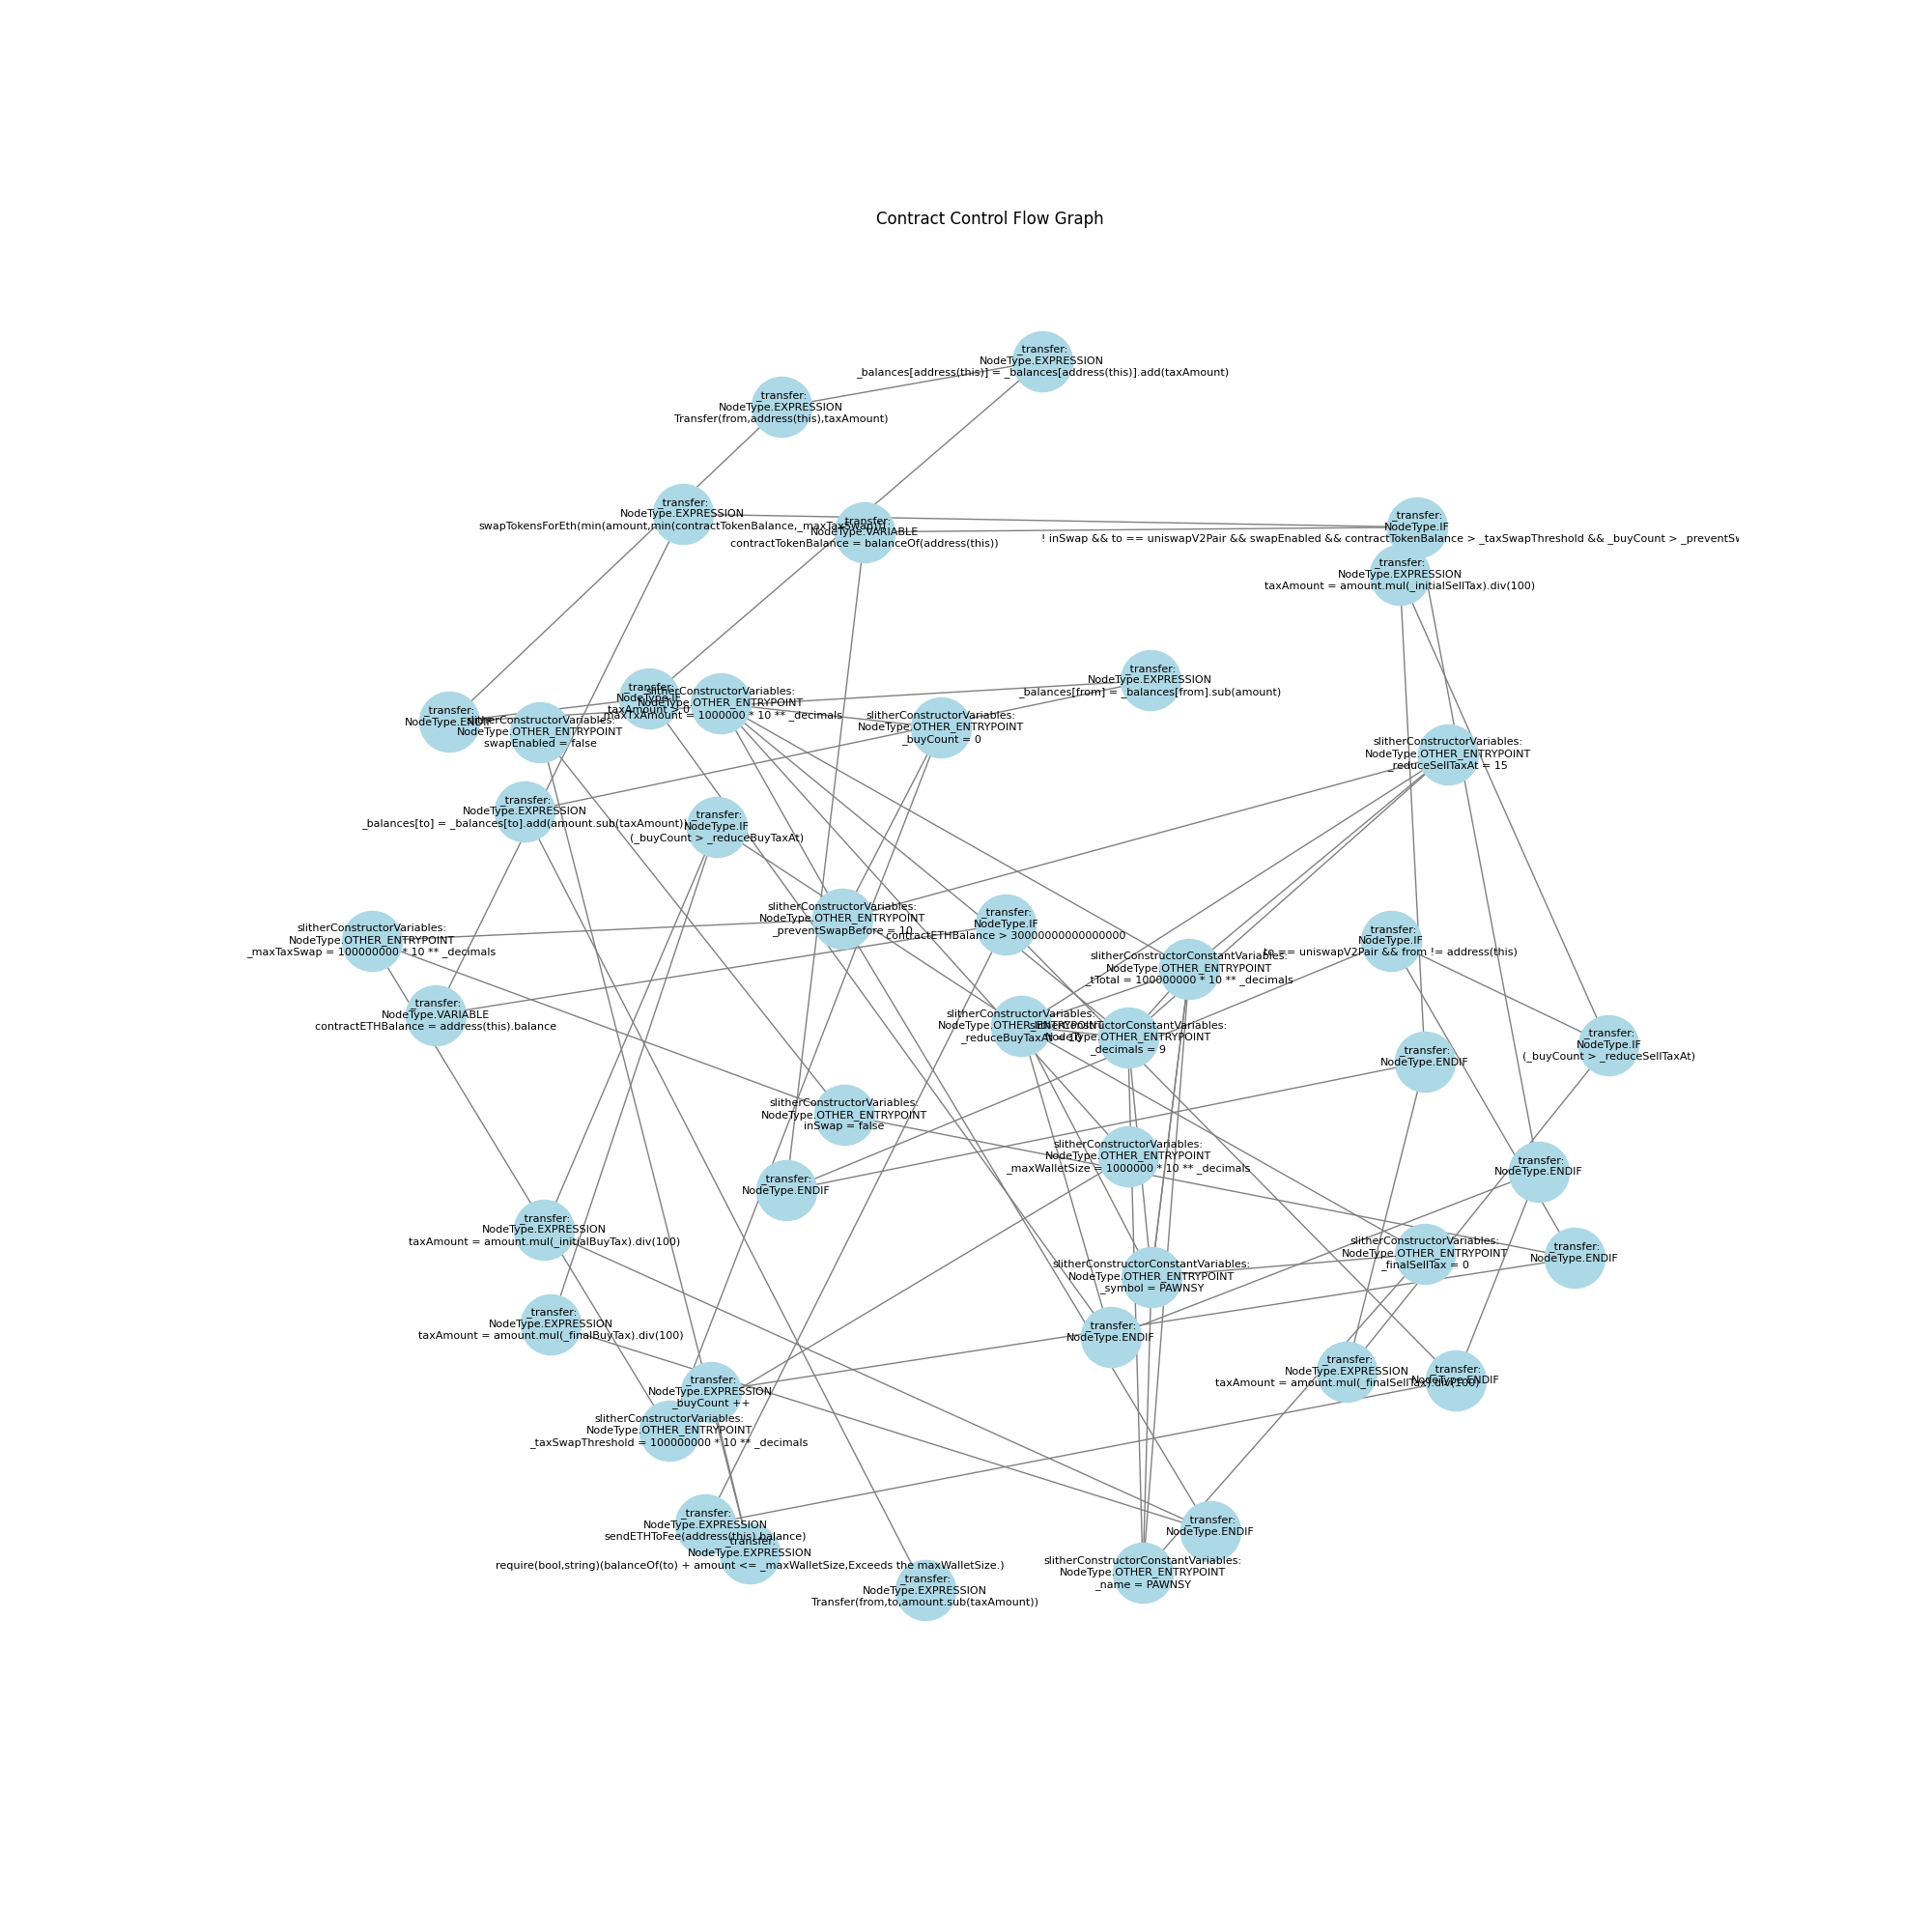 Contract Control Flow Graph
_transfer:
NodeType.EXPRESSION
_balances[address(this)] = _balances[address(this)].add(taxAmount)
_transfer:
NodeType.EXPRESSION
Transfer(from,address(this),taxAmount)
_transfer:
NodeType.EXPRESSION
swapTokensForEth(min(amount,min(contractTokenBalance,_maxTaxSwap)))
_transfer:
NodeType.VARIABLE
contractTokenBalance = balanceOf(address(this))
_transfer:
NodeType.IF
! inSwap && to == uniswapV2Pair && swapEnabled && contractTokenBalance > _taxSwapThreshold && _buyCount >
_transfer:
NodeType.EXPRESSION
taxAmount = amount.mul(_initialSellTax).div(100)
_transfer:
NodeType.EXPRESSION
_balances[from] = _balances[from].sub(amount)
_transfer:
NodeType.IF
taxAmount > 0
slitherConstructorVariables:
NodeType.OTHER_ENTRYPOINT
_maxTxAmount = 1000000 * 10 ** _decimals
_transfer:
NodeType.ENDIF
slitherConstructorVariables:
NodeType.OTHER_ENTRYPOINT
swapEnabled = false
slitherConstructorVariables:
NodeType.OTHER_ENTRYPOINT
_buyCount = 0
slitherConstructorVariables:
NodeType.OTHER_ENTRYPOINT
_reduceSellTaxAt = 15
_transfer:
NodeType.EXPRESSION
_balances[to] = _balances[to].add(amount.sub(taxAmount))
_transfer:
NodeType.IF
(_buyCount > _reduceBuyTaxAt)
slitherConstructorVariables:
NodeType.OTHER_ENTRYPOINT
_preventSwapBefore = 10
_transfer:
NodeType.IF
contractETHBalance > 30000000000000000
slitherConstructorVariables:
NodeType.OTHER_ENTRYPOINT
_maxTaxSwap = 100000000 * 10 ** _decimals
_transfer:
NodeType.IF
to == uniswapV2Pair && from != address(this)
slitherConstructorConstantVariables:
NodeType.OTHER_ENTRYPOINT
_tTotal = 100000000 * 10 ** _decimals
_transfer:
NodeType.VARIABLE
contractETHBalance = address(this).balance
slitherConstructorVariables:
NodeType.OTHER_ENTRYPOINT
_reduceBuyTaxAt = 10
slitherConstructorConstantVariables:
NodeType.OTHER_ENTRYPOINT
_decimals = 9
_transfer:
NodeType.IF
(_buyCount > _reduceSellTaxAt)
_transfer:
NodeType.ENDIF
slitherConstructorVariables:
NodeType.OTHER_ENTRYPOINT
inSwap = false
slitherConstructorVariables:
NodeType.OTHER_ENTRYPOINT
_maxWalletSize = 1000000 * 10 ** _decimals
_transfer:
NodeType.ENDIF
_transfer:
NodeType.ENDIF
_transfer:
NodeType.EXPRESSION
taxAmount = amount.mul(_initialBuyTax).div(100)
slitherConstructorVariables:
NodeType.OTHER_ENTRYPOINT
_finalSellTax = 0
_transfer:
NodeType.ENDIF
slitherConstructorConstantVariables:
NodeType.OTHER_ENTRYPOINT
_symbol = PAWNSY
_transfer:
NodeType.EXPRESSION
taxAmount = amount.mul(_finalBuyTax).div(100)
_transfer:
NodeType.ENDIF
_transfer:
NodeType.EXPRESSION
taxAmount = amount.mul(_finalSellTax).div(100)
_transfer:
NodeType.ENDIF
_transfer:
NodeType.EXPRESSION
_buyCount ++
slitherConstructorVariables:
NodeType.OTHER_ENTRYPOINT
_taxSwapThreshold = 100000000 * 10 ** _decimals
_transfer:
NodeType.EXPRESSION
sendETHToFee(address(this).balance)
_transfer:
NodeType.ENDIF
_transfer:
NodeType.EXPRESSION
require(bool,string)(balanceOf(to) + amount <= _maxWalletSize,Exceeds the maxWalletSize.)
slitherConstructorConstantVariables:
NodeType.OTHER_ENTRYPOINT
_name = PAWNSY
_transfer:
NodeType.EXPRESSION
Transfer(from,to,amount.sub(taxAmount))